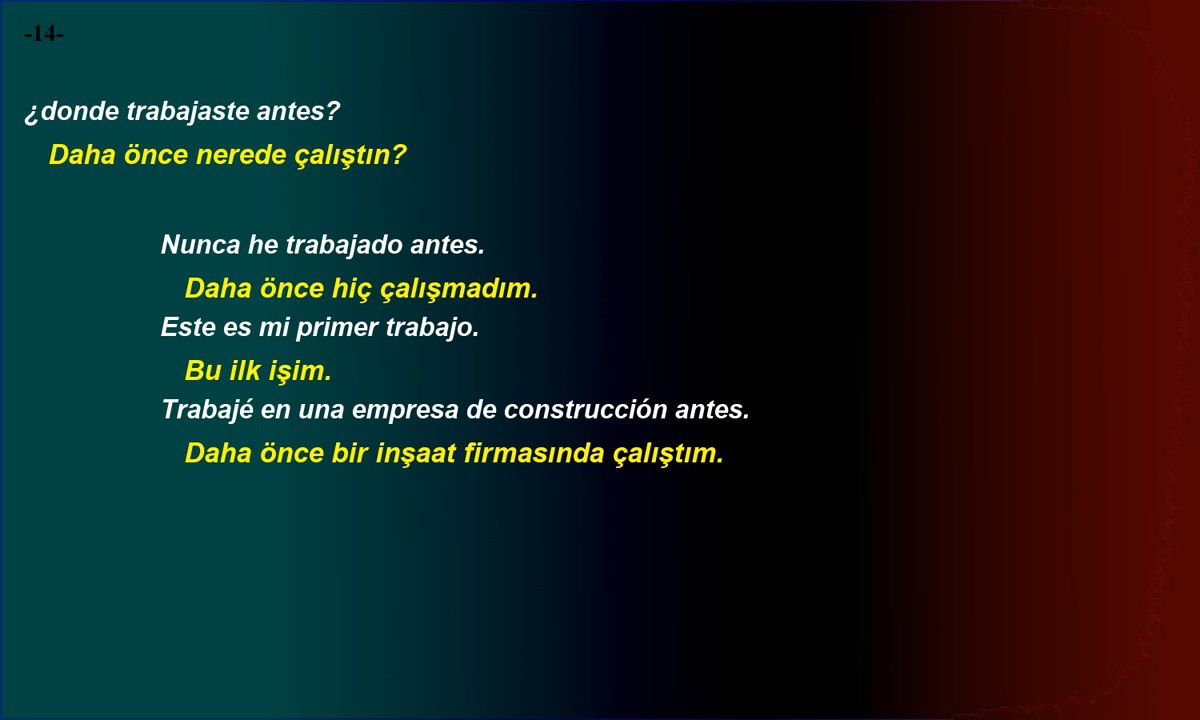 -14-
¿donde trabajaste antes?
Daha önce nerede çalıştın?
Nunca he trabajado antes.
Daha önce hiç çalışmadım.
Este es mi primer trabajo.
Bu ilk işim.
Trabajé en una empresa de construcción antes.
Daha önce bir inşaat firmasında çalıştım.